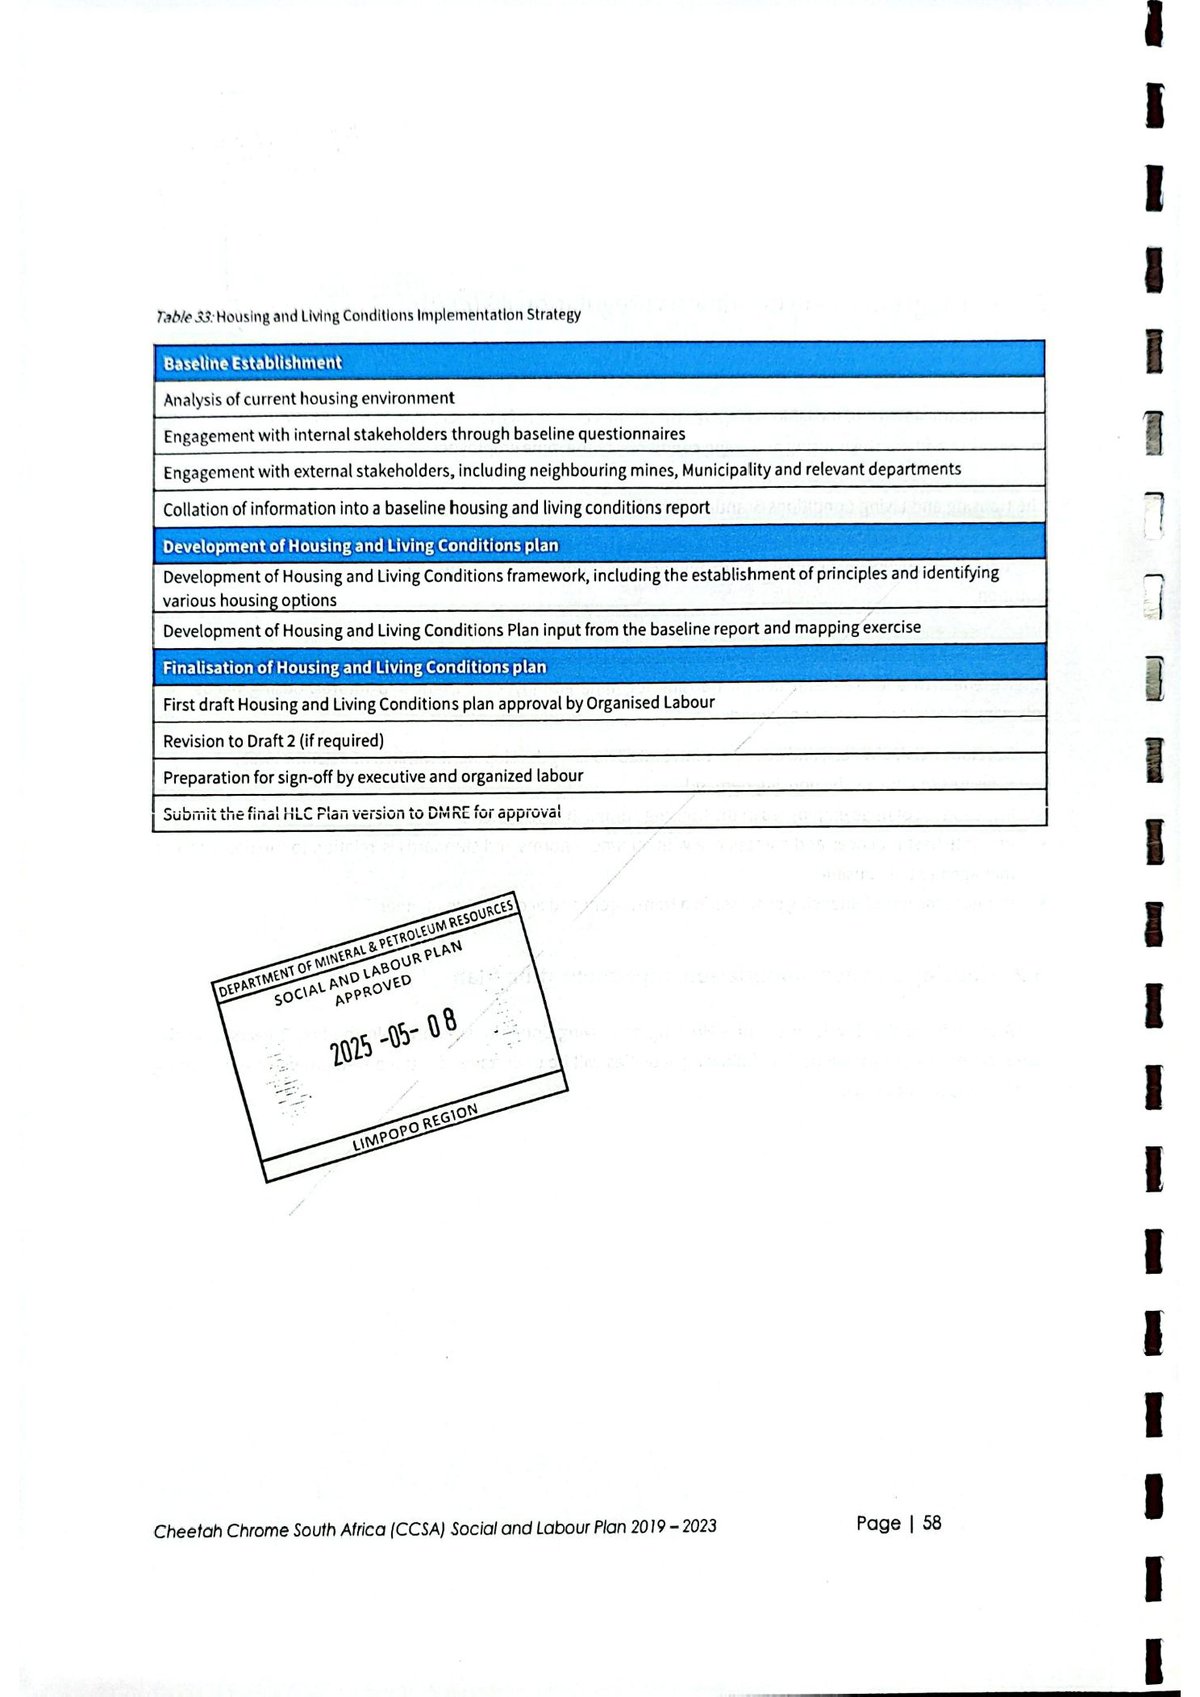 Table 33: Housing and Living Conditions Implementation Strategy
Baseline Establishment
Analysis of current housing environment
Engagement with internal stakeholders through baseline questionnaires
Engagement with external stakeholders, including neighbouring mines, Municipality and relevant departments
Collation of information into a baseline housing and living conditions report
Development of Housing and Living Conditions plan
Development of Housing and Living Conditions framework, including the establishment of principles and identifying
various housing options
Development of Housing and Living Conditions Plan input from the baseline report and mapping exercise
Finalisation of Housing and Living Conditions plan
First draft Housing and Living Conditions plan approval by Organised Labour
Revision to Draft 2 (if required)
Preparation for sign-off by executive and organized labour
Submit the final HLC Plan version to DMRE for approval
DEPARTMENT OF MINERAL & PETROLEUM RESOURCES
SOCIAL AND LABOUR PLAN
APPROVED
2025 -05- 08
LIMPOPO REGION
Cheetah Chrome South Africa (CCSA) Social and Labour Plan 2019 – 2023
Page | 58